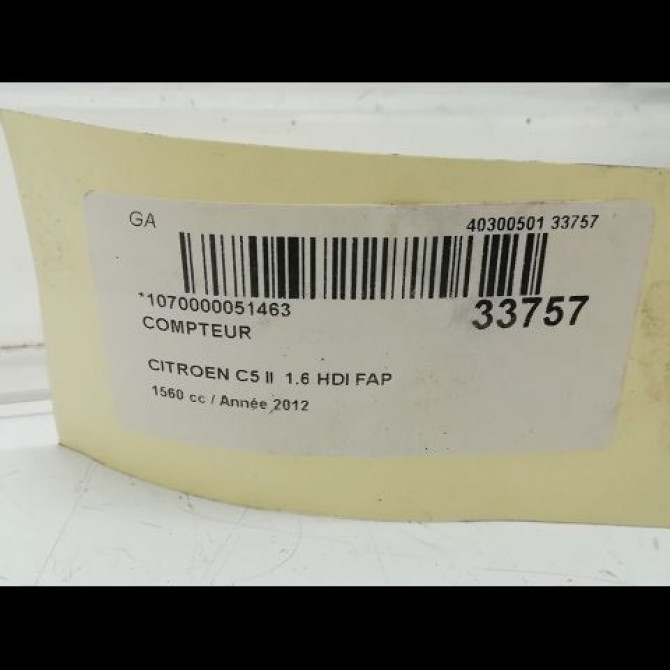 GA 40300501 33757
*1070000051463 33757
COMPTEUR
CITROEN C5 II 1.6 HDI FAP
1560 cc / Année 2012